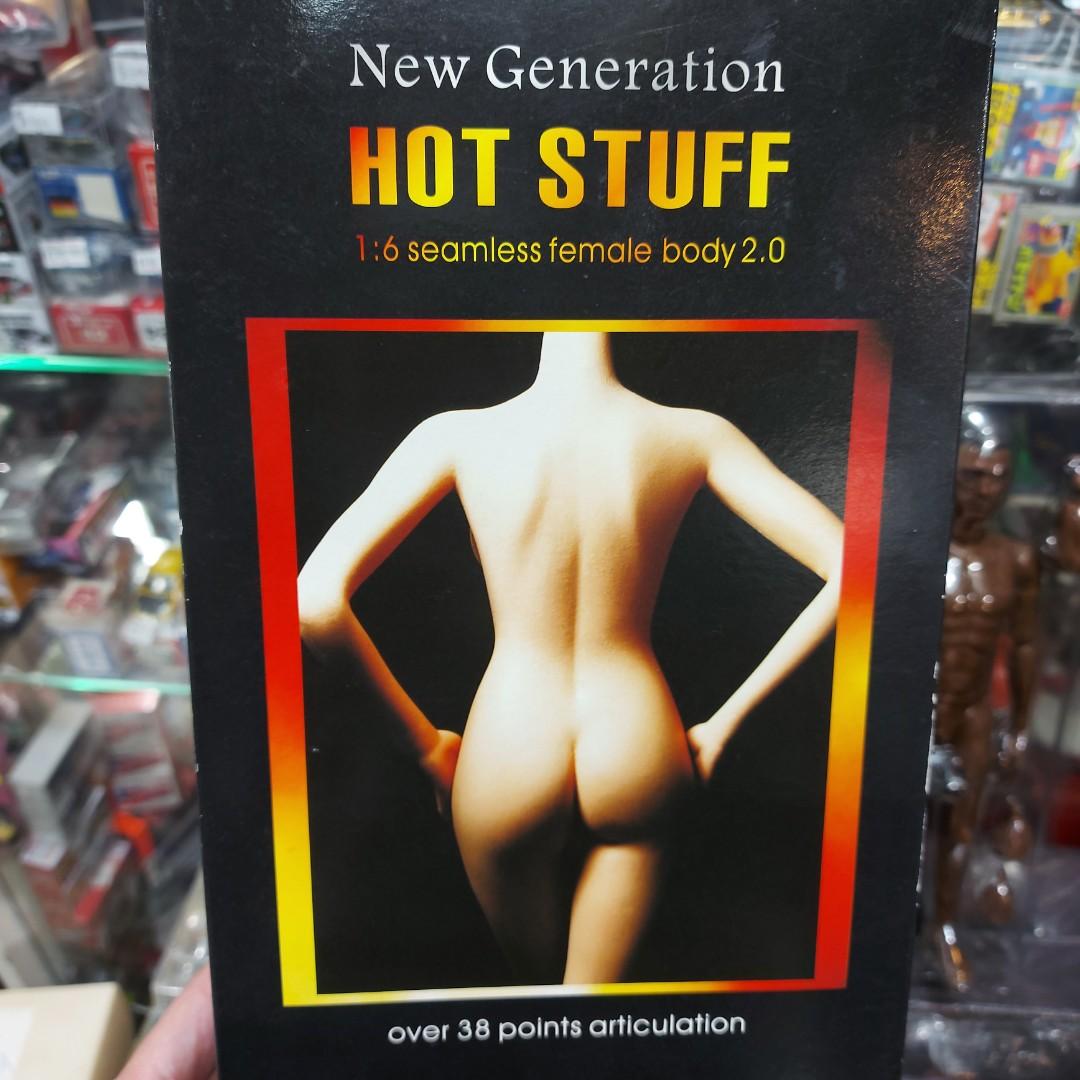 New Generation
HOT STUFF
1:6 seamless female body 2.0
over 38 points articulation